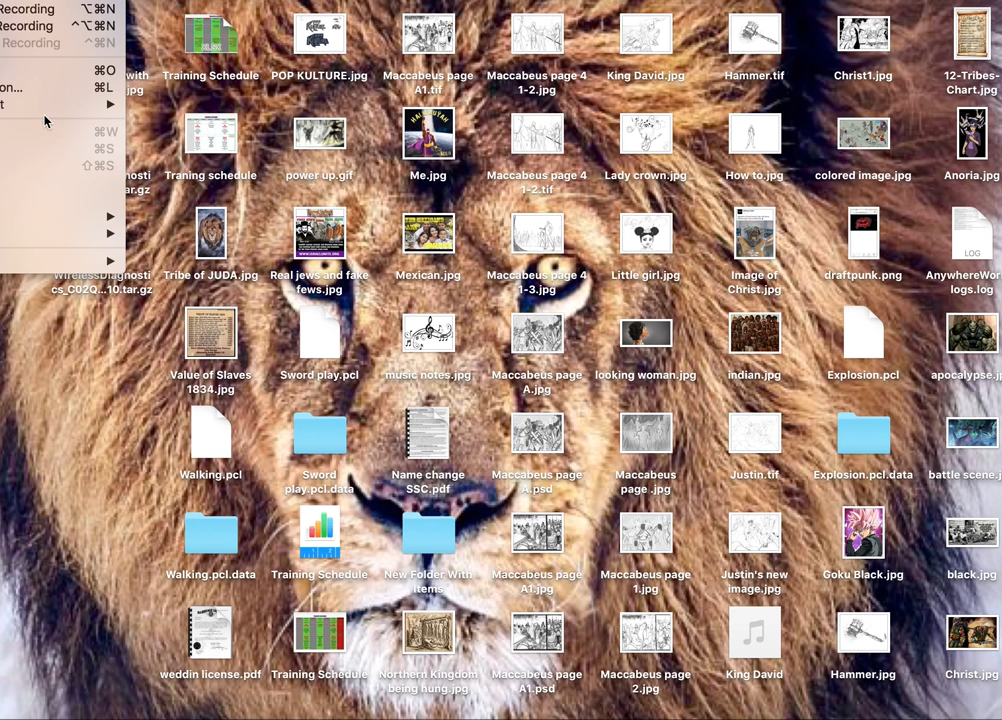 Recording ⌥⌘N
Recording ^⌥⌘N
Recording ^⌘N
⌘O
on... ⌘L
t
⌘W
⌘S
⇧⌘S
with
jpg
Training Schedule
POP KULTURE.jpg
Maccabeus page
A1.tif
Maccabeus page 4
1-2.jpg
King David.jpg
Hammer.tif
Christ1.jpg
12-Tribes-
Chart.jpg
nosti
ar.gz
Traning schedule
power up.gif
Me.jpg
Maccabeus page 4
1-2.tif
Lady crown.jpg
How to.jpg
colored image.jpg
Anoria.jpg
WirelessDiagnosti
cs_C02Q...10.tar.gz
Tribe of JUDA.jpg
Real jews and fake
fews.jpg
Mexican.jpg
Maccabeus page 4
1-3.jpg
Little girl.jpg
Image of
Christ.jpg
draftpunk.png
LOG
AnywhereWor
logs.log
Value of Slaves
1834.jpg
Sword play.pcl
music notes.jpg
Maccabeus page
A.jpg
looking woman.jpg
indian.jpg
Explosion.pcl
apocalypse.j
Walking.pcl
Sword
play.pcl.data
Name change
SSC.pdf
Maccabeus page
A.psd
Maccabeus
page .jpg
Justin.tif
Explosion.pcl.data
battle scene.j
Walking.pcl.data
Training Schedule
New Folder With
Items
Maccabeus page
A1.jpg
Maccabeus page
1.jpg
Justin's new
image.jpg
Goku Black.jpg
black.jpg
weddin license.pdf
Training Schedule
Northern Kingdom
being hung.jpg
Maccabeus page
A1.psd
Maccabeus page
2.jpg
King David
Hammer.jpg
Christ.jpg